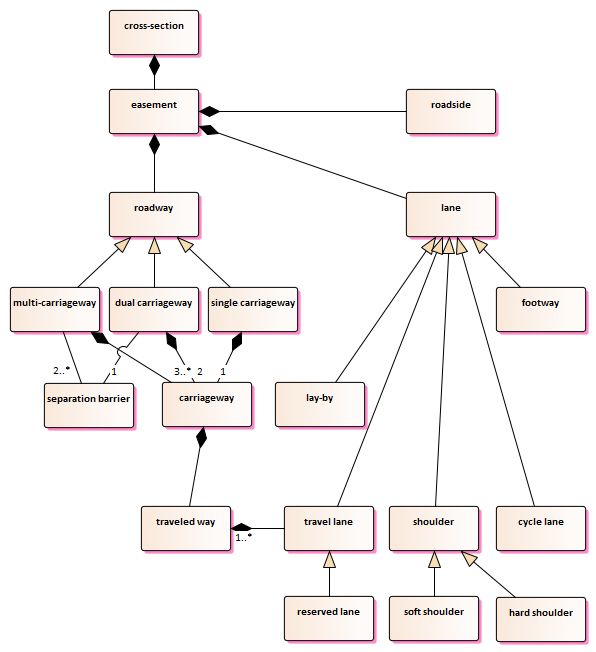 cross-section
easement
roadside
roadway
lane
multi-carriageway
dual carriageway
single carriageway
footway
2..*
1
3..*
2
1
separation barrier
carriageway
lay-by
traveled way
travel lane
shoulder
cycle lane
1..*
reserved lane
soft shoulder
hard shoulder